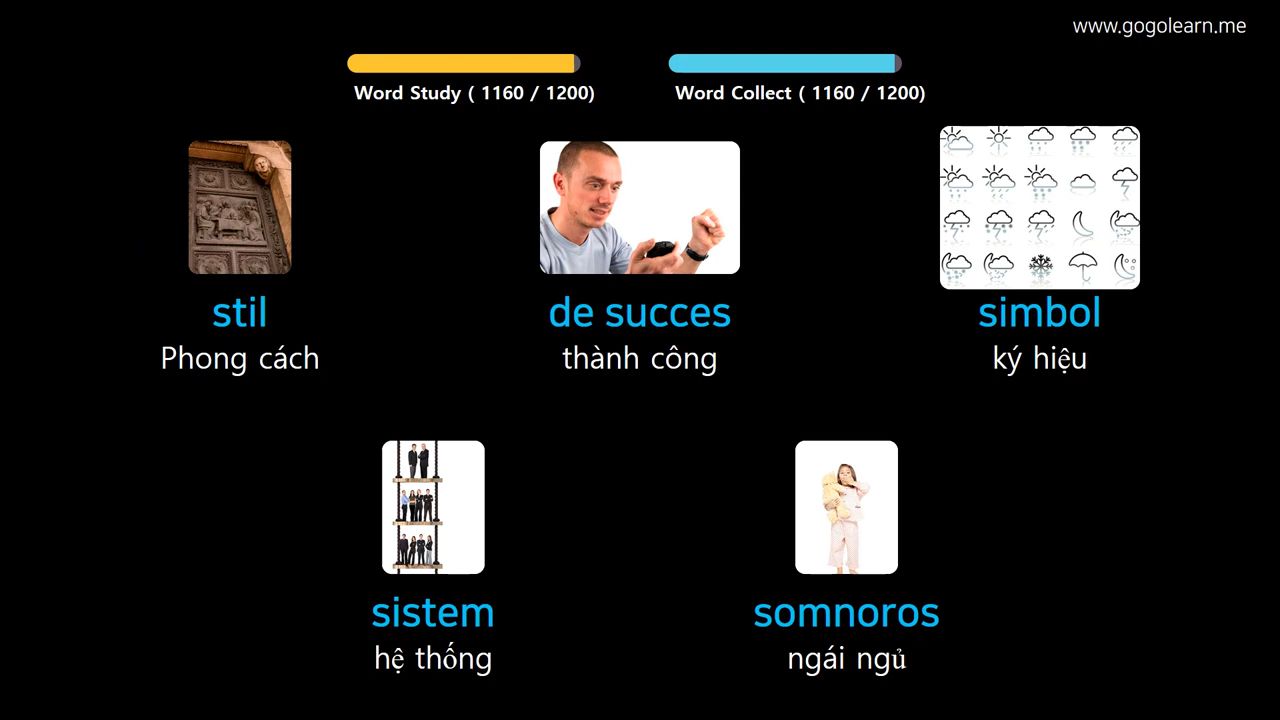 www.gogolearn.me
Word Study ( 1160 / 1200)
Word Collect ( 1160 / 1200)
stil
Phong cách
de succes
thành công
simbol
ký hiệu
sistem
hệ thống
somnoros
ngái ngủ